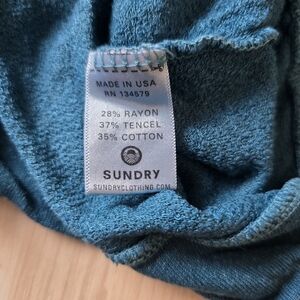 MADE IN USA
RN 134579
28% RAYON
37% TENCEL
35% COTTON
SUNDRY
SUNDRYCLOTHING.COM